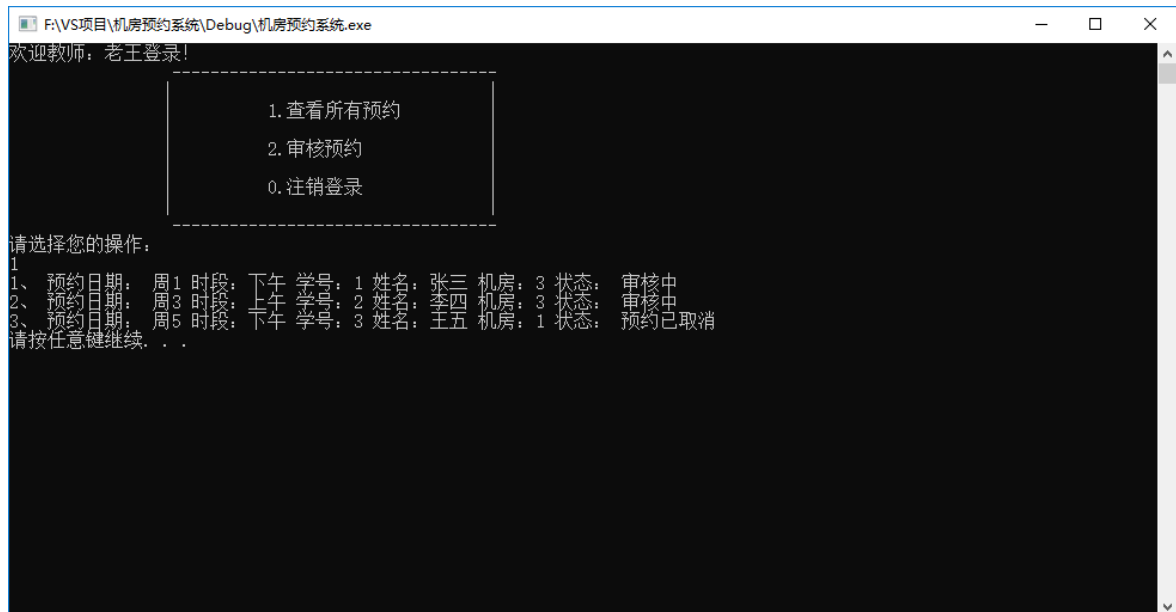 F:\VS项目\机房预约系统\Debug\机房预约系统.exe
欢迎教师：老王登录!
1.查看所有预约
2.审核预约
0.注销登录
请选择您的操作：
1
1、 预约日期： 周1 时段：下午 学号：1 姓名：张三 机房：3 状态： 审核中
2、 预约日期： 周3 时段：上午 学号：2 姓名：李四 机房：3 状态： 审核中
3、 预约日期： 周5 时段：下午 学号：3 姓名：王五 机房：1 状态： 预约已取消
请按任意键继续. . .